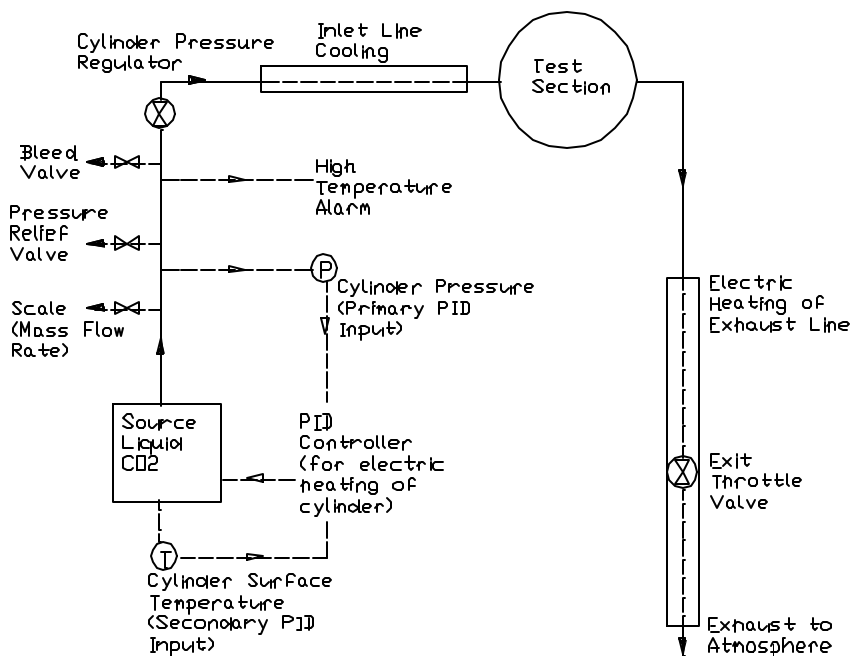 Cylinder Pressure
Regulator
Inlet Line
Cooling
Test
Section
Bleed
Valve
High
Temperature
Alarm
Pressure
Relief
Valve
P
Cylinder Pressure
(Primary PID
Input)
Electric
Heating of
Exhaust Line
Scale
(Mass Flow
Rate)
Source
Liquid
CO2
PID
Controller
(for electric
heating of
cylinder)
Exit
Throttle
Valve
T
Cylinder Surface
Temperature
(Secondary PID
Input)
Exhaust to
Atmosphere